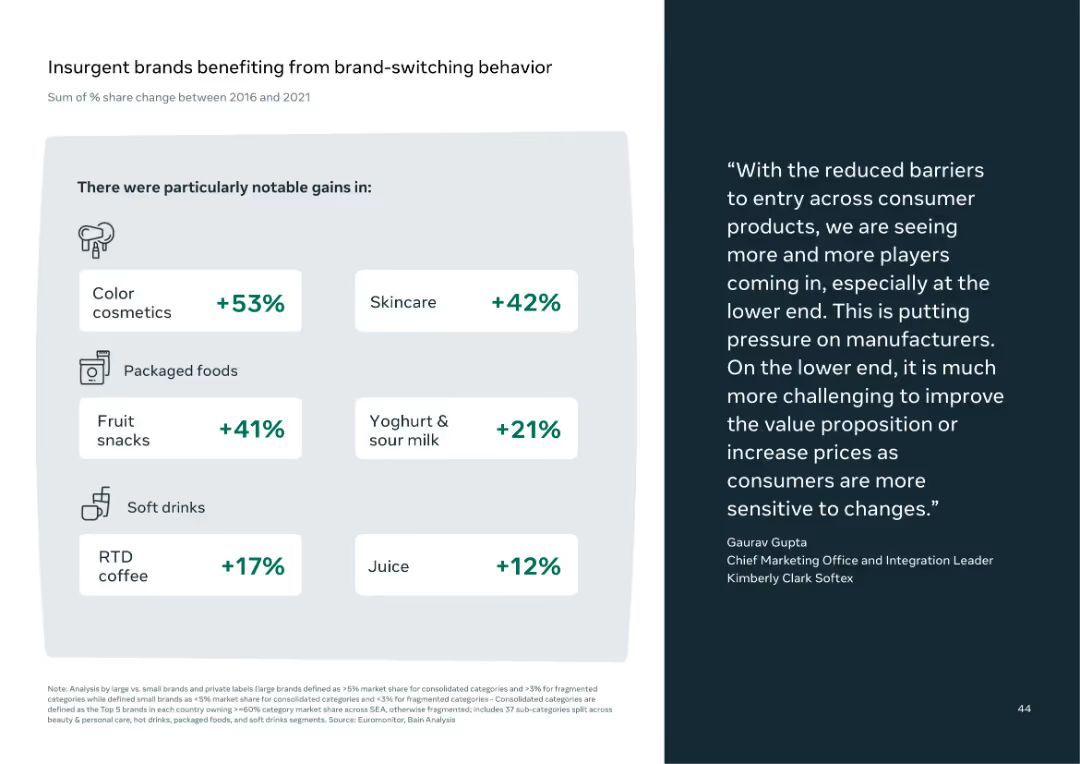 Insurgent brands benefiting from brand-switching behavior
Sum of % share change between 2016 and 2021
There were particularly notable gains in:
Color
cosmetics
+53%
Skincare
+42%
Packaged foods
Fruit
snacks
+41%
Yoghurt &
sour milk
+21%
Soft drinks
RTD
coffee
+17%
Juice
+12%
Note: Analysis by large vs. small brands and private labels (large brands defined as >5% market share for consolidated categories and >3% for fragmented
categories while defined small brands as <5% market share for consolidated categories and <3% for fragmented categories – Consolidated categories are
defined as the Top 5 brands in each country owning >=60% category market share across SEA, otherwise fragmented; includes 37 sub-categories split across
beauty & personal care, hot drinks, packaged foods, and soft drinks segments. Source: Euromonitor, Bain Analysis
“With the reduced barriers
to entry across consumer
products, we are seeing
more and more players
coming in, especially at the
lower end. This is putting
pressure on manufacturers.
On the lower end, it is much
more challenging to improve
the value proposition or
increase prices as
consumers are more
sensitive to changes.”
Gaurav Gupta
Chief Marketing Office and Integration Leader
Kimberly Clark Softex
44